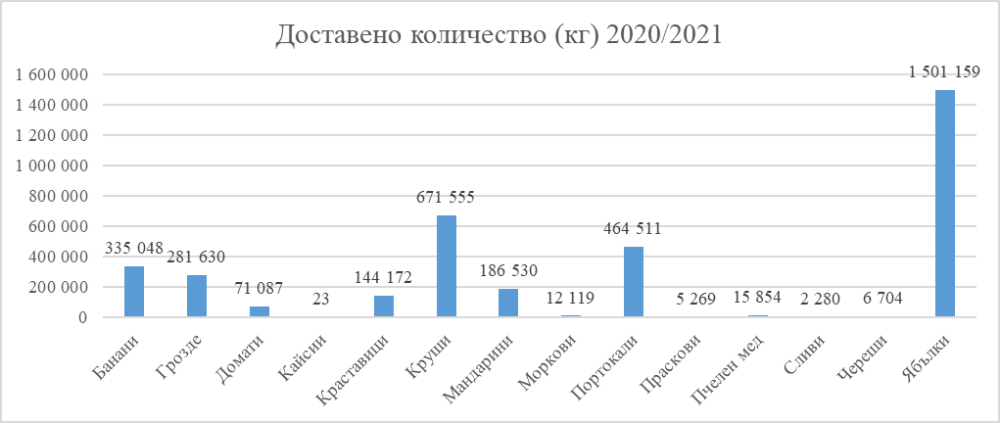 Доставено количество (кг) 2020/2021
1 600 000
1 400 000
1 200 000
1 000 000
800 000
600 000
400 000
200 000
0
335 048
281 630
71 087
23
144 172
671 555
186 530
12 119
464 511
5 269
15 854
2 280
6 704
1 501 159
Банани
Грозде
Домати
Кайсии
Краставици
Круши
Мандарини
Моркови
Портокали
Праскови
Пчелен мед
Сливи
Череши
Ябълки